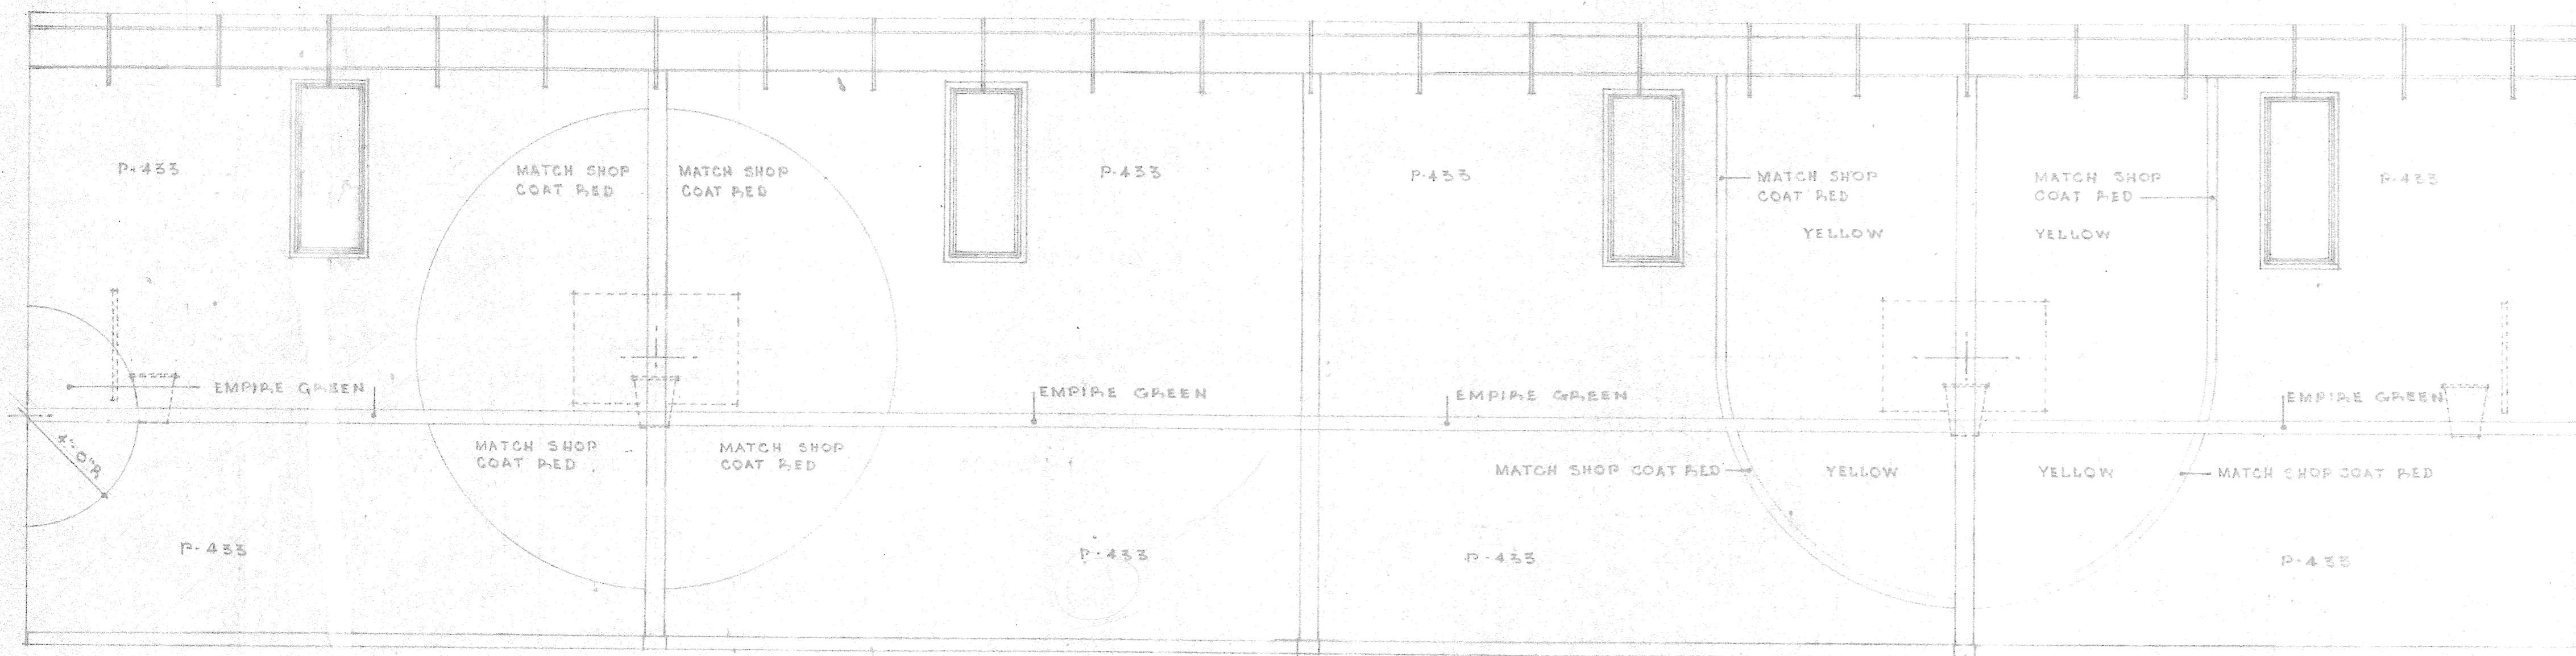 P-433
MATCH SHOP
COAT RED
MATCH SHOP
COAT RED
P-433
P-433
MATCH SHOP
COAT RED
YELLOW
MATCH SHOP
COAT RED
YELLOW
P-433
EMPIRE GREEN
EMPIRE GREEN
EMPIRE GREEN
EMPIRE GREEN
MATCH SHOP
COAT RED
MATCH SHOP
COAT RED
MATCH SHOP COAT RED
YELLOW
YELLOW
MATCH SHOP COAT RED
P-433
P-433
P-433
P-433